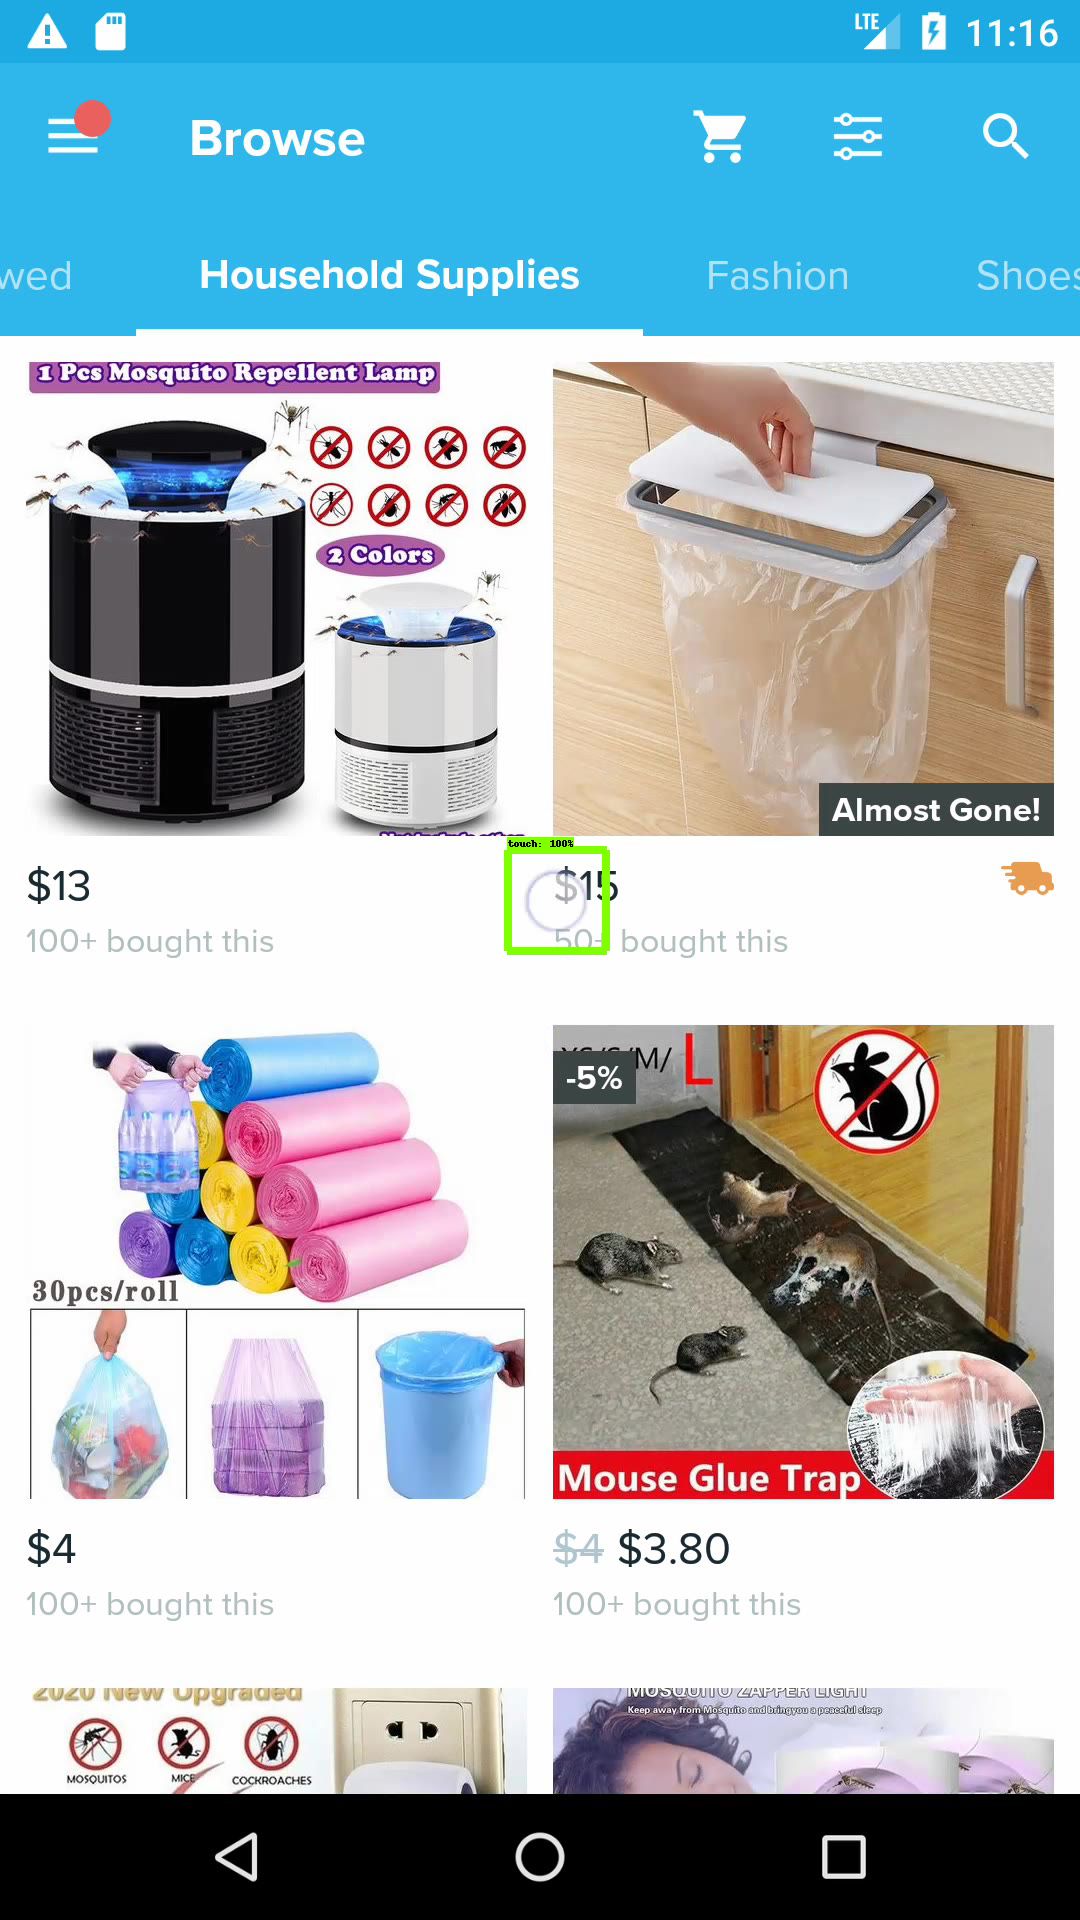 LTE 11:16
Browse
wed Household Supplies Fashion Shoes
1 Pcs Mosquito Repellent Lamp
2 Colors
Almost Gone!
touch: 100%
$13
$15
100+ bought this
50+ bought this
30pcs/roll
-5%
/M/ L
Mouse Glue Trap
$4
$4 $3.80
100+ bought this
100+ bought this
2020 New Upgraded
MOSQUITOS MICE COCKROACHES
MOSQUITO ZAPPER LIGHT
Keep away from Mosquito and bringyou a peaceful sleep